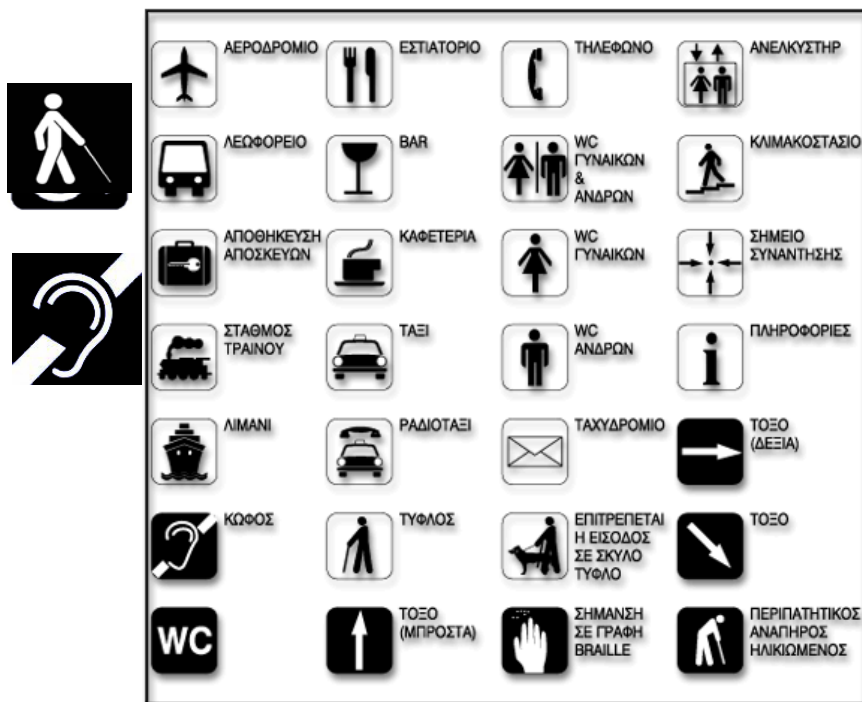 ΑΕΡΟΔΡΟΜΙΟ
ΕΣΤΙΑΤΟΡΙΟ
ΤΗΛΕΦΩΝΟ
ΑΝΕΛΚΥΣΤΗΡ
ΛΕΩΦΟΡΕΙΟ
BAR
WC
ΓΥΝΑΙΚΩΝ
&
ΑΝΔΡΩΝ
ΚΛΙΜΑΚΟΣΤΑΣΙΟ
ΑΠΟΘΗΚΕΥΣΗ
ΑΠΟΣΚΕΥΩΝ
ΚΑΦΕΤΕΡΙΑ
WC
ΓΥΝΑΙΚΩΝ
ΣΗΜΕΙΟ
ΣΥΝΑΝΤΗΣΗΣ
ΣΤΑΘΜΟΣ
ΤΡΑΙΝΟΥ
ΤΑΞΙ
WC
ΑΝΔΡΩΝ
ΠΛΗΡΟΦΟΡΙΕΣ
ΛΙΜΑΝΙ
ΡΑΔΙΟΤΑΞΙ
ΤΑΧΥΔΡΟΜΙΟ
ΤΟΞΟ
(ΔΕΞΙΑ)
ΚΩΦΟΣ
ΤΥΦΛΟΣ
ΕΠΙΤΡΕΠΕΤΑΙ
Η ΕΙΣΟΔΟΣ
ΣΕ ΣΚΥΛΟ
ΤΥΦΛΟ
ΤΟΞΟ
WC
ΤΟΞΟ
(ΜΠΡΟΣΤΑ)
ΣΗΜΑΝΣΗ
ΣΕ ΓΡΑΦΗ
BRAILLE
ΠΕΡΙΠΑΤΗΤΙΚΟΣ
ΑΝΑΠΗΡΟΣ
ΗΛΙΚΙΩΜΕΝΟΣ